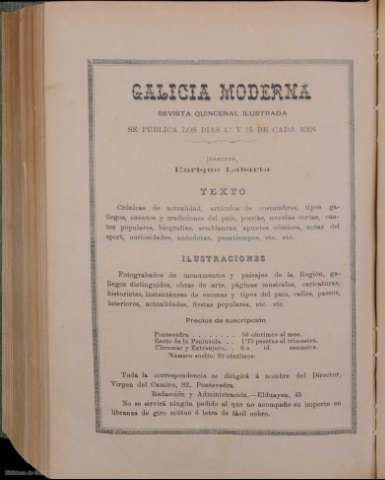 GALICIA MODERNA
REVISTA QUINCENAL ILUSTRADA
SE PUBLICA LOS DIAS 1.º Y 15 DE CADA MES
DIRECTOR,
Enrique Labarta
TEXTO
Crónicas de actualidad, artículos de costumbres, tipos ga-
llegos, cuentos y tradiciones del país, poesías, novelas cortas, can-
tos populares, biografías, semblanzas apuntes cómicos, notas del
sport, curiosidades, anécdotas, pasatiempos, etc. etc.
ILUSTRACIONES
Fotograbados de monumentos y paisajes de la Región, ga-
llegos distinguidos, obras de arte, páginas musicales, caricaturas,
historietas, instantáneas de escenas y tipos del país, calles, paseos,
interiores, actualidades, fiestas populares, etc. etc.
Precios de suscripción
Pontevedra . . . . . . . . 50 céntimos al mes.
Resto de la Península . . 1'75 pesetas al trimestre.
Ultramar y Extranjero. . 6 » id. semestre.
Número suelto:
céntimos.
Toda la correspondencia se dirigirá á nombre del Director,
Virgen del Camino, 82, Pontevedra.
Redacción y Administración.—Elduayen, 45
No se servirá ningún pedido al que no acompañe su importe en
libranzas de giro mútuo ó letra de fácil cobro.
Biblioteca de